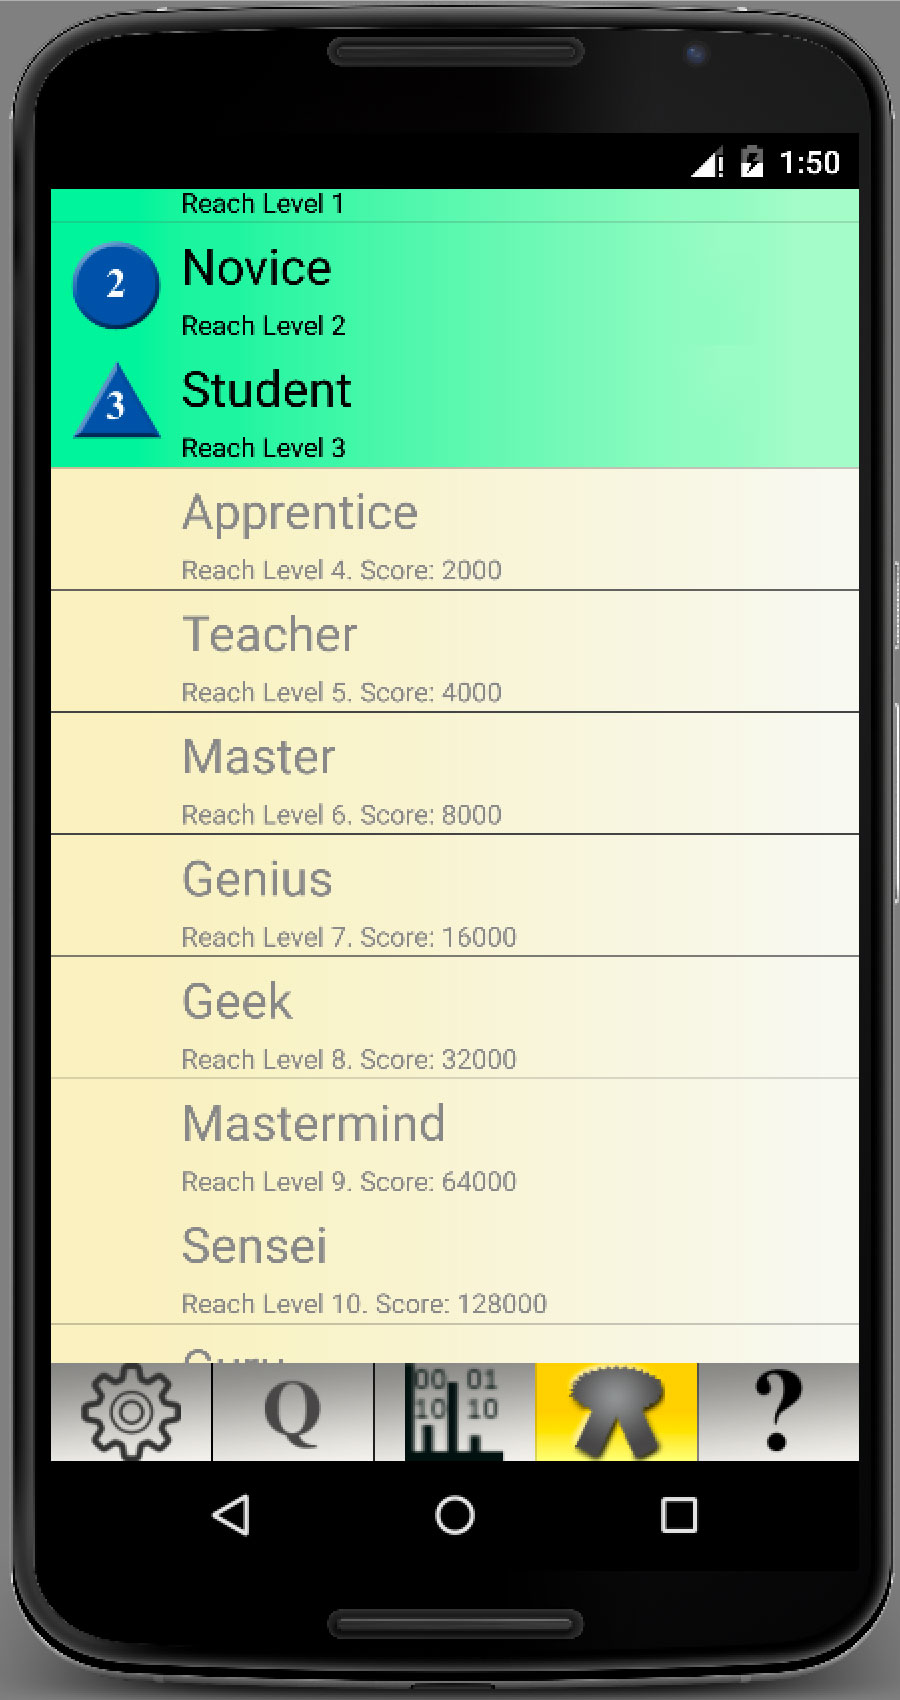 1:50
Reach Level 1
2
Novice
Reach Level 2
3
Student
Reach Level 3
Apprentice
Reach Level 4. Score: 2000
Teacher
Reach Level 5. Score: 4000
Master
Reach Level 6. Score: 8000
Genius
Reach Level 7. Score: 16000
Geek
Reach Level 8. Score: 32000
Mastermind
Reach Level 9. Score: 64000
Sensei
Reach Level 10. Score: 128000
Guru
Q
00 01
10 10
?